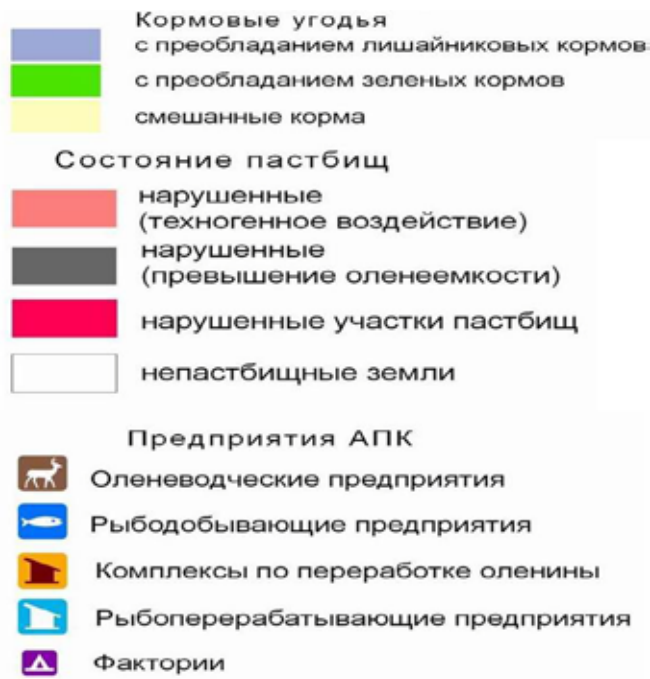 Кормовые угодья
с преобладанием лишайниковых кормов
с преобладанием зеленых кормов
смешанные корма
Состояние пастбищ
нарушенные
(техногенное воздействие)
нарушенные
(превышение оленеемкости)
нарушенные участки пастбищ
непастбищные земли
Предприятия АПК
Оленеводческие предприятия
Рыбодобывающие предприятия
Комплексы по переработке оленины
Рыбоперерабатывающие предприятия
Фактории